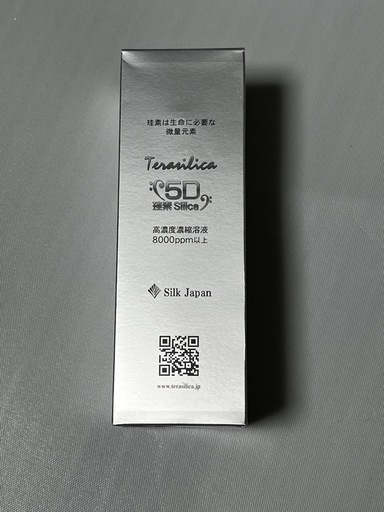 珪素は生命に必要な
微量元素
Terasilica
5D
珪素 Silica
高濃度濃縮溶液
8000ppm以上
Silk Japan
www.terasilica.jp